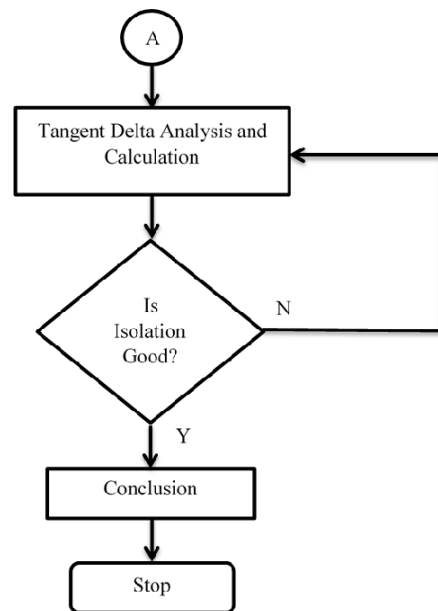 A
Tangent Delta Analysis and
Calculation
Is
Isolation
Good?
N
Y
Conclusion
Stop